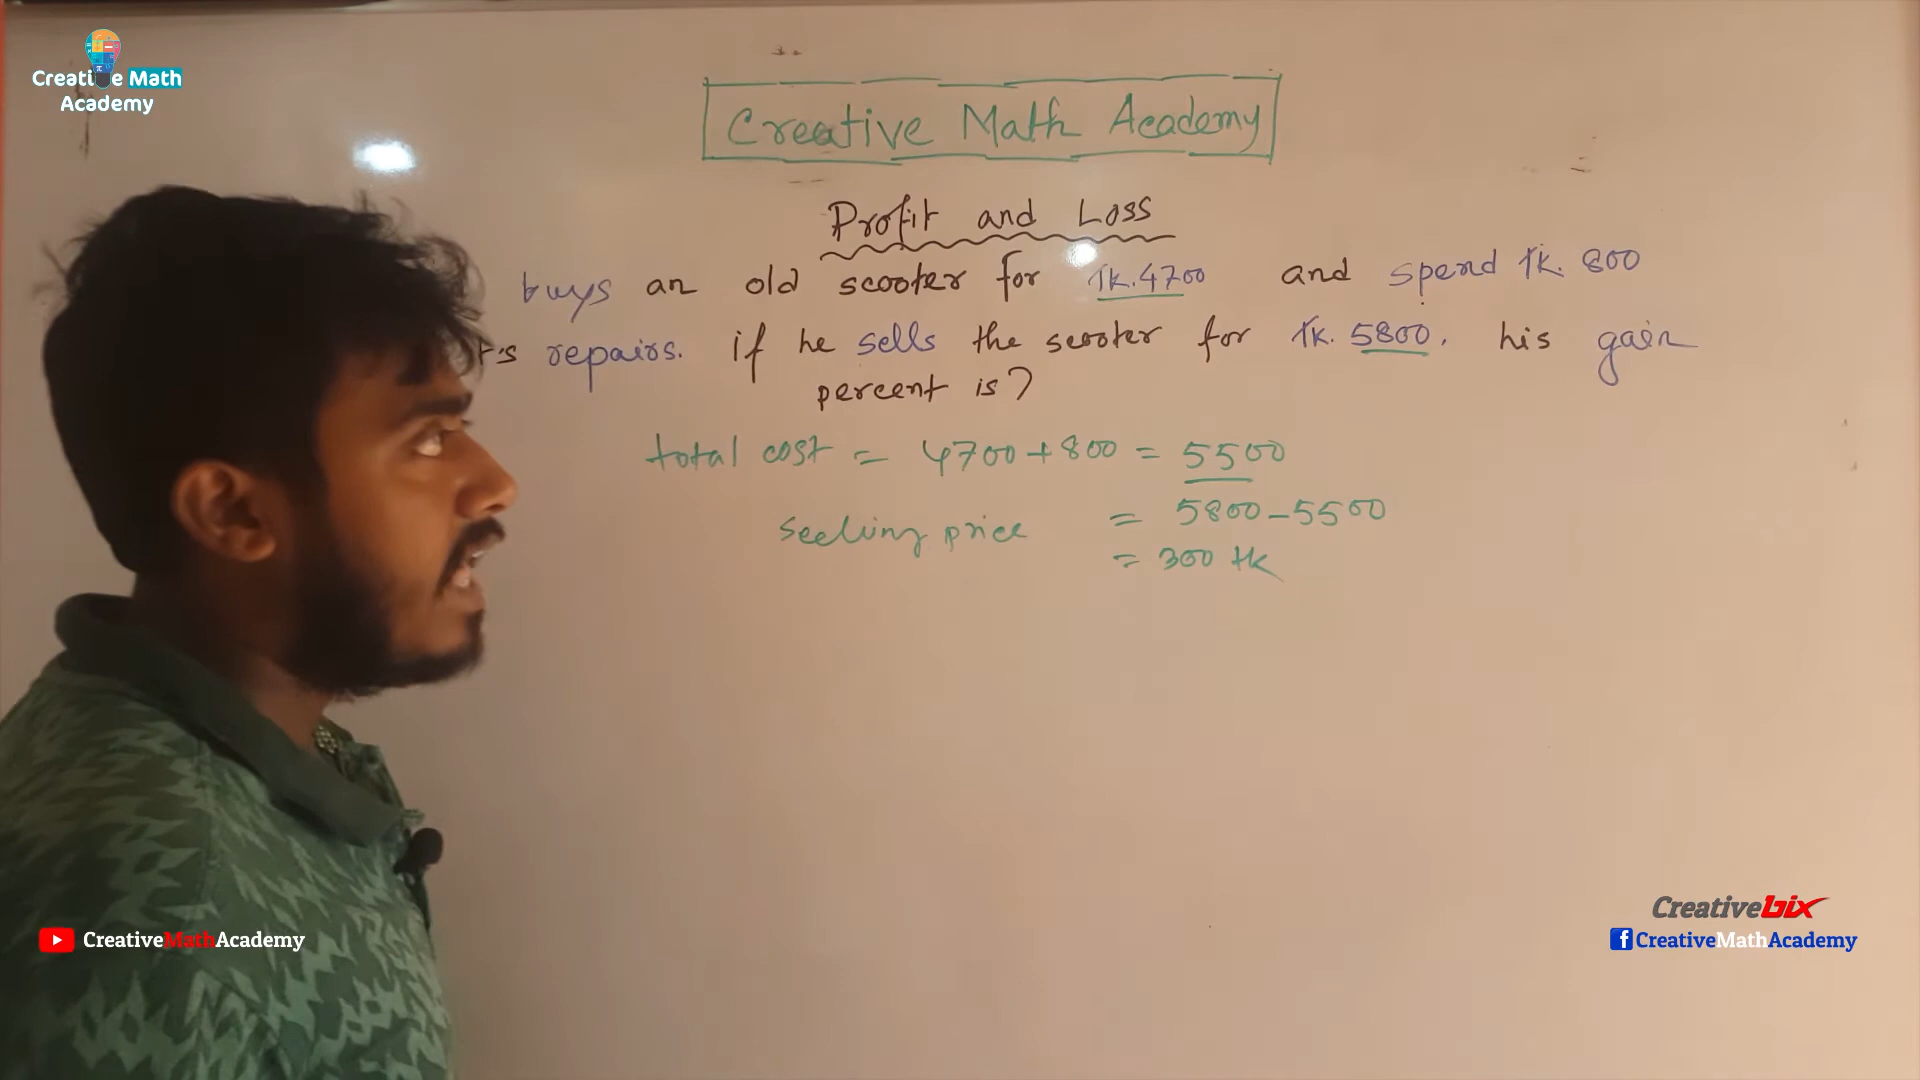 Creative Math
Academy
Creative Math Academy
Profit and Loss
buys an old scooter for Tk.4700 and spend Tk. 800
t's repairs. if he sells the scooter for Tk. 5800. his gain
percent is?
total cost = 4700+800 = 5500
Seeling price = 5800-5500
= 300 tk
Creativebix
CreativeMathAcademy
CreativeMathAcademy